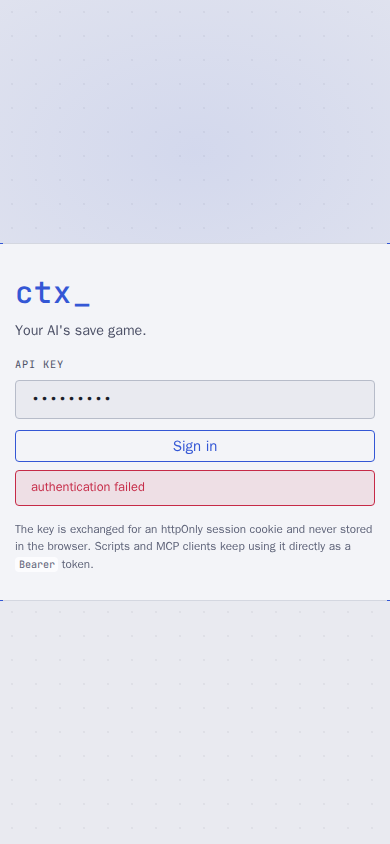 ctx_
Your AI's save game.
API KEY
•••••••••
Sign in
authentication failed
The key is exchanged for an httpOnly session cookie and never stored
in the browser. Scripts and MCP clients keep using it directly as a
Bearer token.